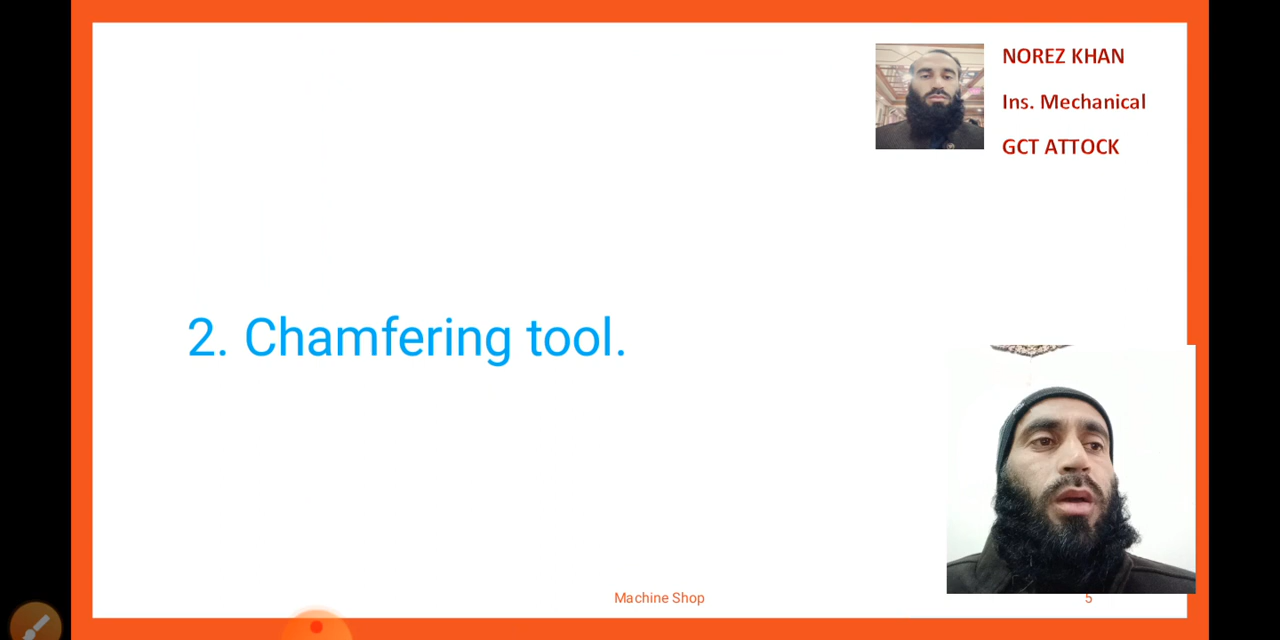 NOREZ KHAN
Ins. Mechanical
GCT ATTOCK
2. Chamfering tool.
Machine Shop
5